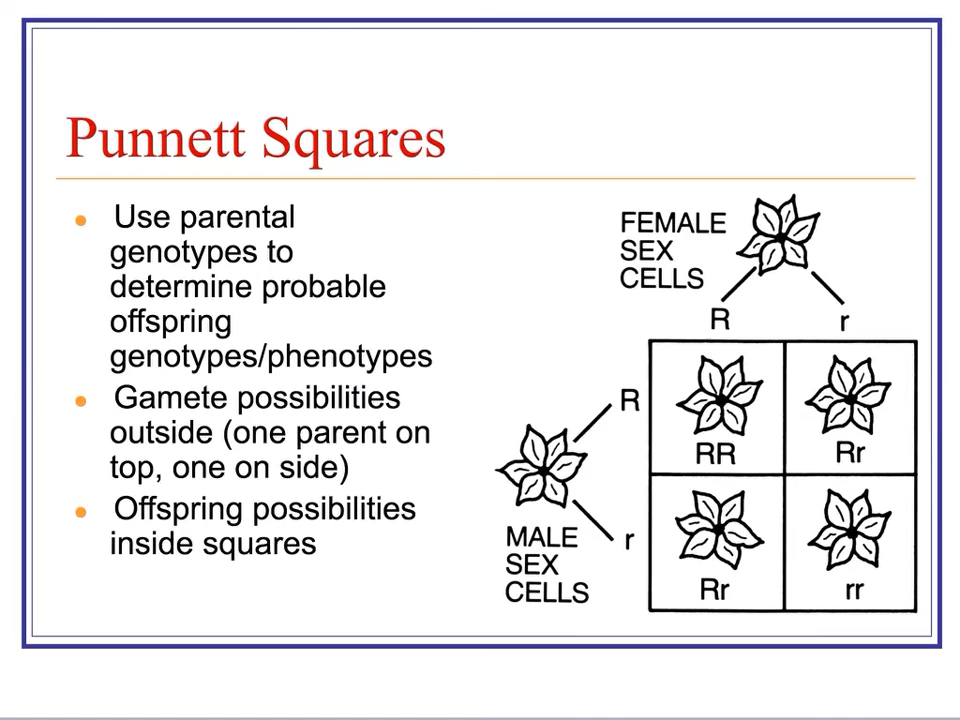 Punnett Squares
● Use parental
genotypes to
determine probable
offspring
genotypes/phenotypes
● Gamete possibilities
outside (one parent on
top, one on side)
● Offspring possibilities
inside squares
FEMALE
SEX
CELLS
R r
R
RR Rr
MALE
SEX
CELLS
r
Rr rr